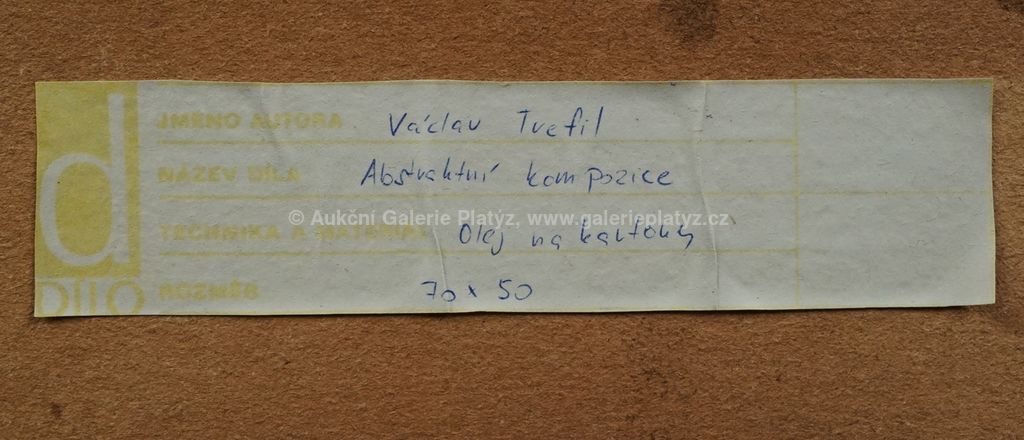 d
DÍLO
JMÉNO AUTORA Václav Trefil
NÁZEV DÍLA Abstraktní kompozice
© Aukční Galerie Platýz, www.galerieplatyz.cz
TECHNIKA A MATERIÁL Olej na kartonu
ROZMĚR 70 x 50